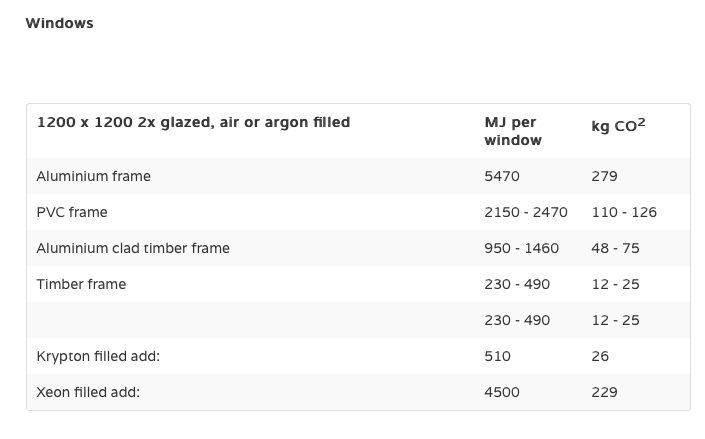 Windows
1200 x 1200 2x glazed, air or argon filled MJ per window kg CO²
Aluminium frame 5470 279
PVC frame 2150 - 2470 110 - 126
Aluminium clad timber frame 950 - 1460 48 - 75
Timber frame 230 - 490 12 - 25
230 - 490 12 - 25
Krypton filled add: 510 26
Xeon filled add: 4500 229